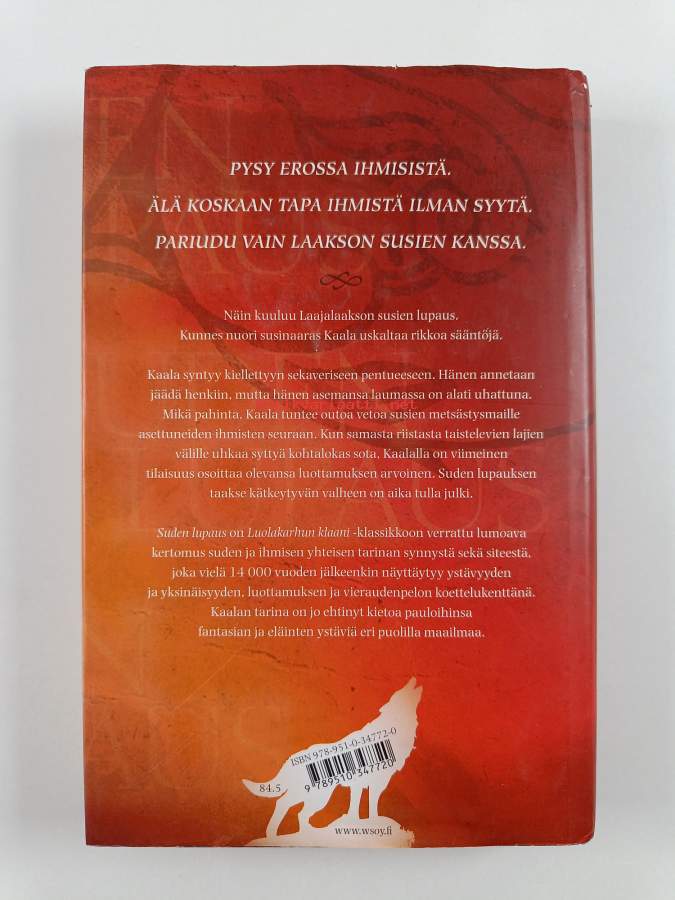 PYSY EROSSA IHMISISTÄ.
ÄLÄ KOSKAAN TAPA IHMISTÄ ILMAN SYYTÄ.
PARIUDU VAIN LAAKSON SUSIEN KANSSA.
Näin kuuluu Laajalaakson susien lupaus.
Kunnes nuori susinaaras Kaala uskaltaa rikkoa sääntöjä.
Kaala syntyy kiellettyyn sekaveriseen pentueeseen. Hänen annetaan
jäädä henkiin, mutta hänen asemansa laumassa on alati uhattuna.
Mikä pahinta, Kaala tuntee outoa vetoa susien metsästysmaille
asettuneiden ihmisten seuraan. Kun samasta riistasta taistelevien lajien
välille uhkaa syttyä kohtalokas sota, Kaalalla on viimeinen
tilaisuus osoittaa olevansa luottamuksen arvoinen. Suden lupauksen
taakse kätkeytyvän valheen on aika tulla julki.
Suden lupaus on Luolakarhun klaani -klassikkoon verrattu lumoava
kertomus suden ja ihmisen yhteisen tarinan synnystä sekä siteestä,
joka vielä 14 000 vuoden jälkeenkin näyttäytyy ystävyyden
ja yksinäisyyden, luottamuksen ja vieraudenpelon koettelukenttänä.
Kaalan tarina on jo ehtinyt kietoa pauloihinsa
fantasian ja eläinten ystäviä eri puolilla maailmaa.
ISBN 978-951-0-34772-0
84.5
9 789510 347720
www.wsoy.fi